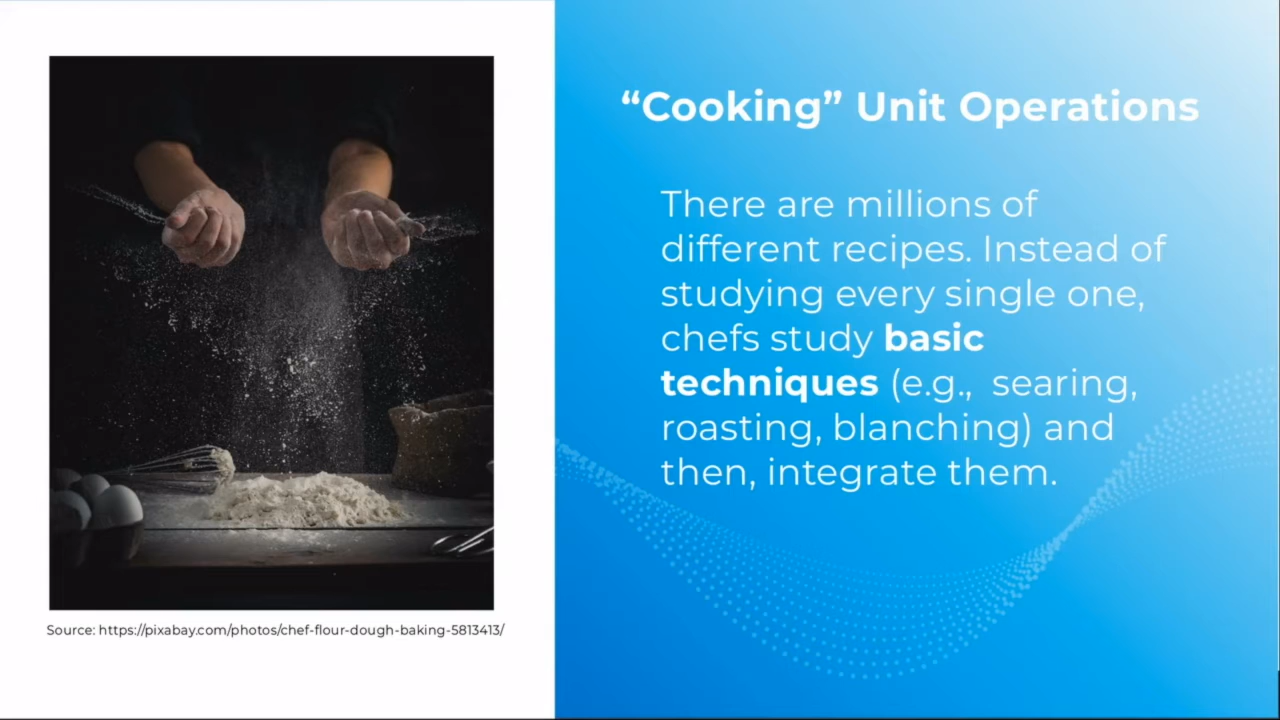 “Cooking” Unit Operations
There are millions of
different recipes. Instead of
studying every single one,
chefs study basic
techniques (e.g.,  searing,
roasting, blanching) and
then, integrate them.
Source: https://pixabay.com/photos/chef-flour-dough-baking-5813413/